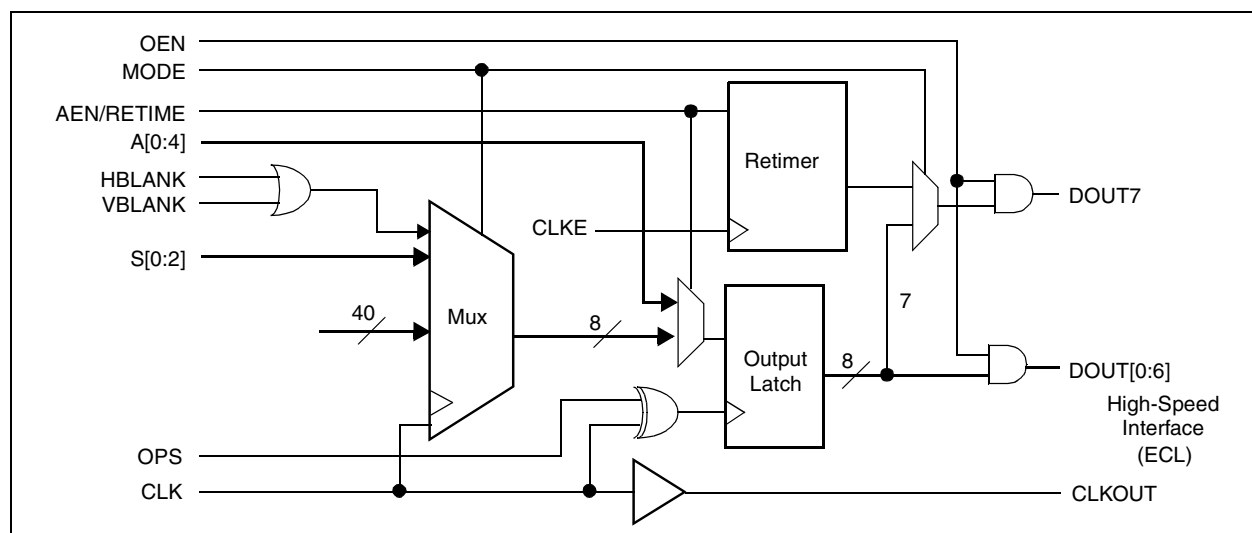 OEN
MODE
AEN/RETIME
A[0:4]
HBLANK
VBLANK
S[0:2]
40
Mux
8
CLKE
Retimer
7
8
Output
Latch
DOUT7
DOUT[0:6]
High-Speed
Interface
(ECL)
OPS
CLK
CLKOUT